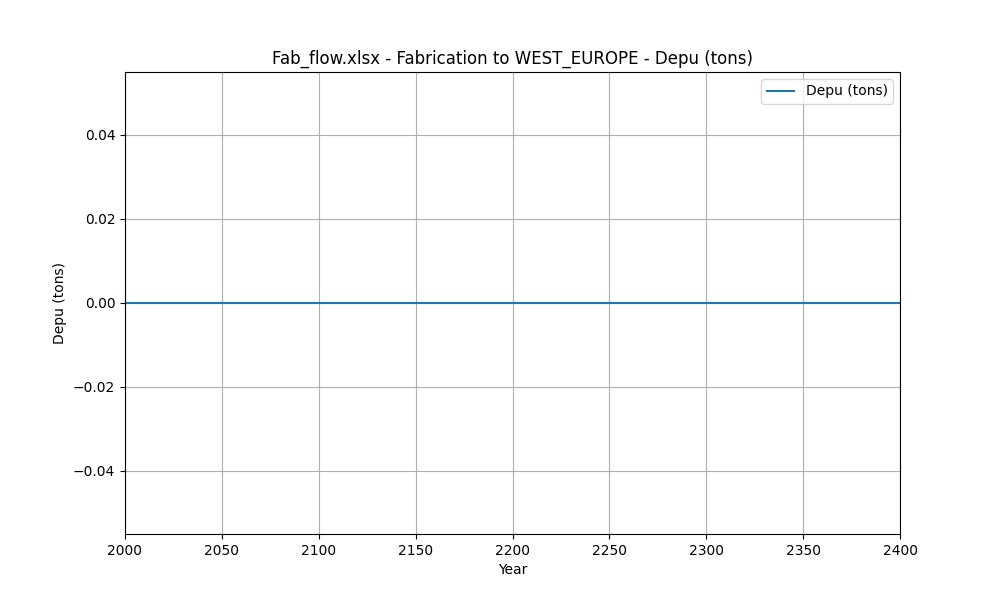 Fab_flow.xlsx - Fabrication to WEST_EUROPE - Depu (tons)
Depu (tons)
0.04
0.02
0.00
−0.02
−0.04
Depu (tons)
2000 2050 2100 2150 2200 2250 2300 2350 2400
Year